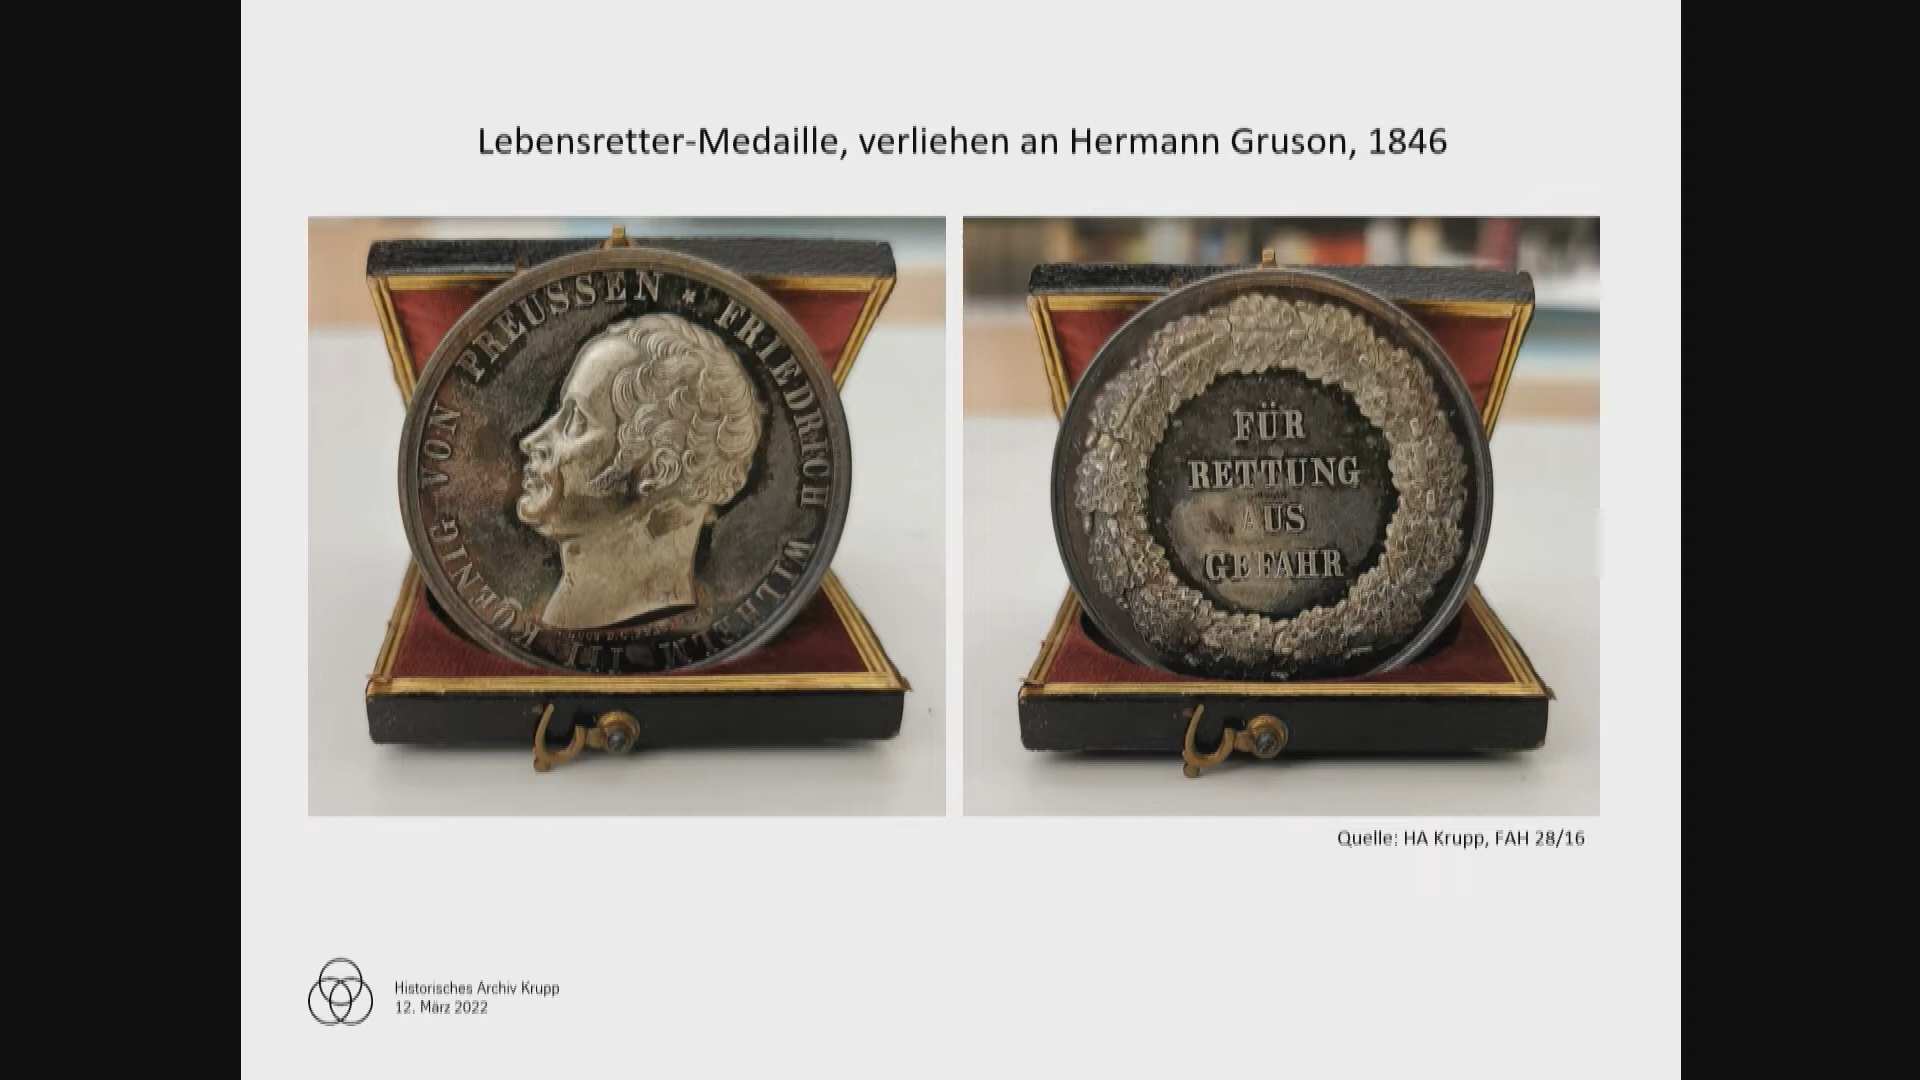 Lebensretter-Medaille, verliehen an Hermann Gruson, 1846
FRIEDRICH WILHELM III KOENIG VON PREUSSEN
FÜR
RETTUNG
AUS
GEFAHR
Quelle: HA Krupp, FAH 28/16
Historisches Archiv Krupp
12. März 2022